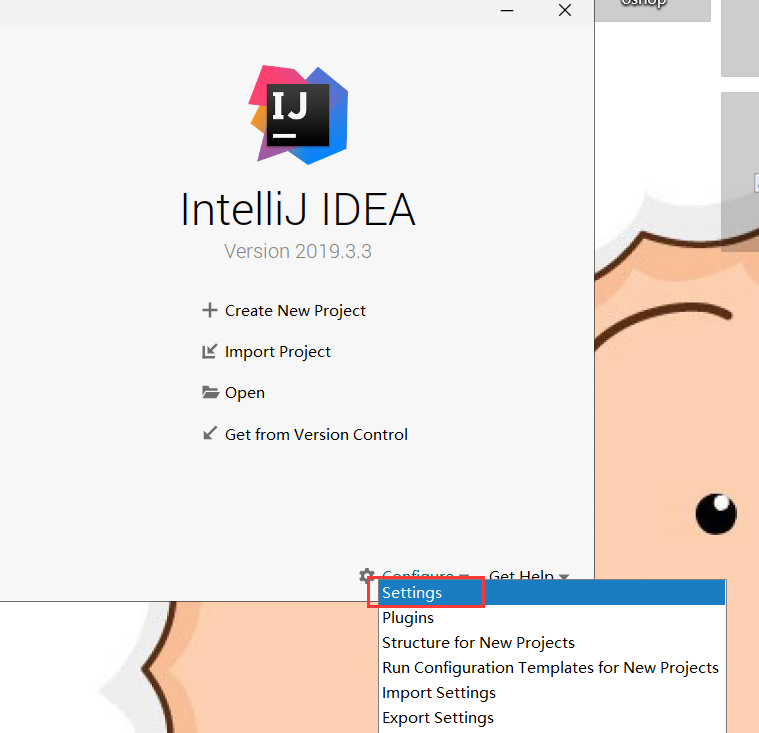 oshop
IJ
IntelliJ IDEA
Version 2019.3.3
Create New Project
Import Project
Open
Get from Version Control
Configure
Get Help
Settings
Plugins
Structure for New Projects
Run Configuration Templates for New Projects
Import Settings
Export Settings